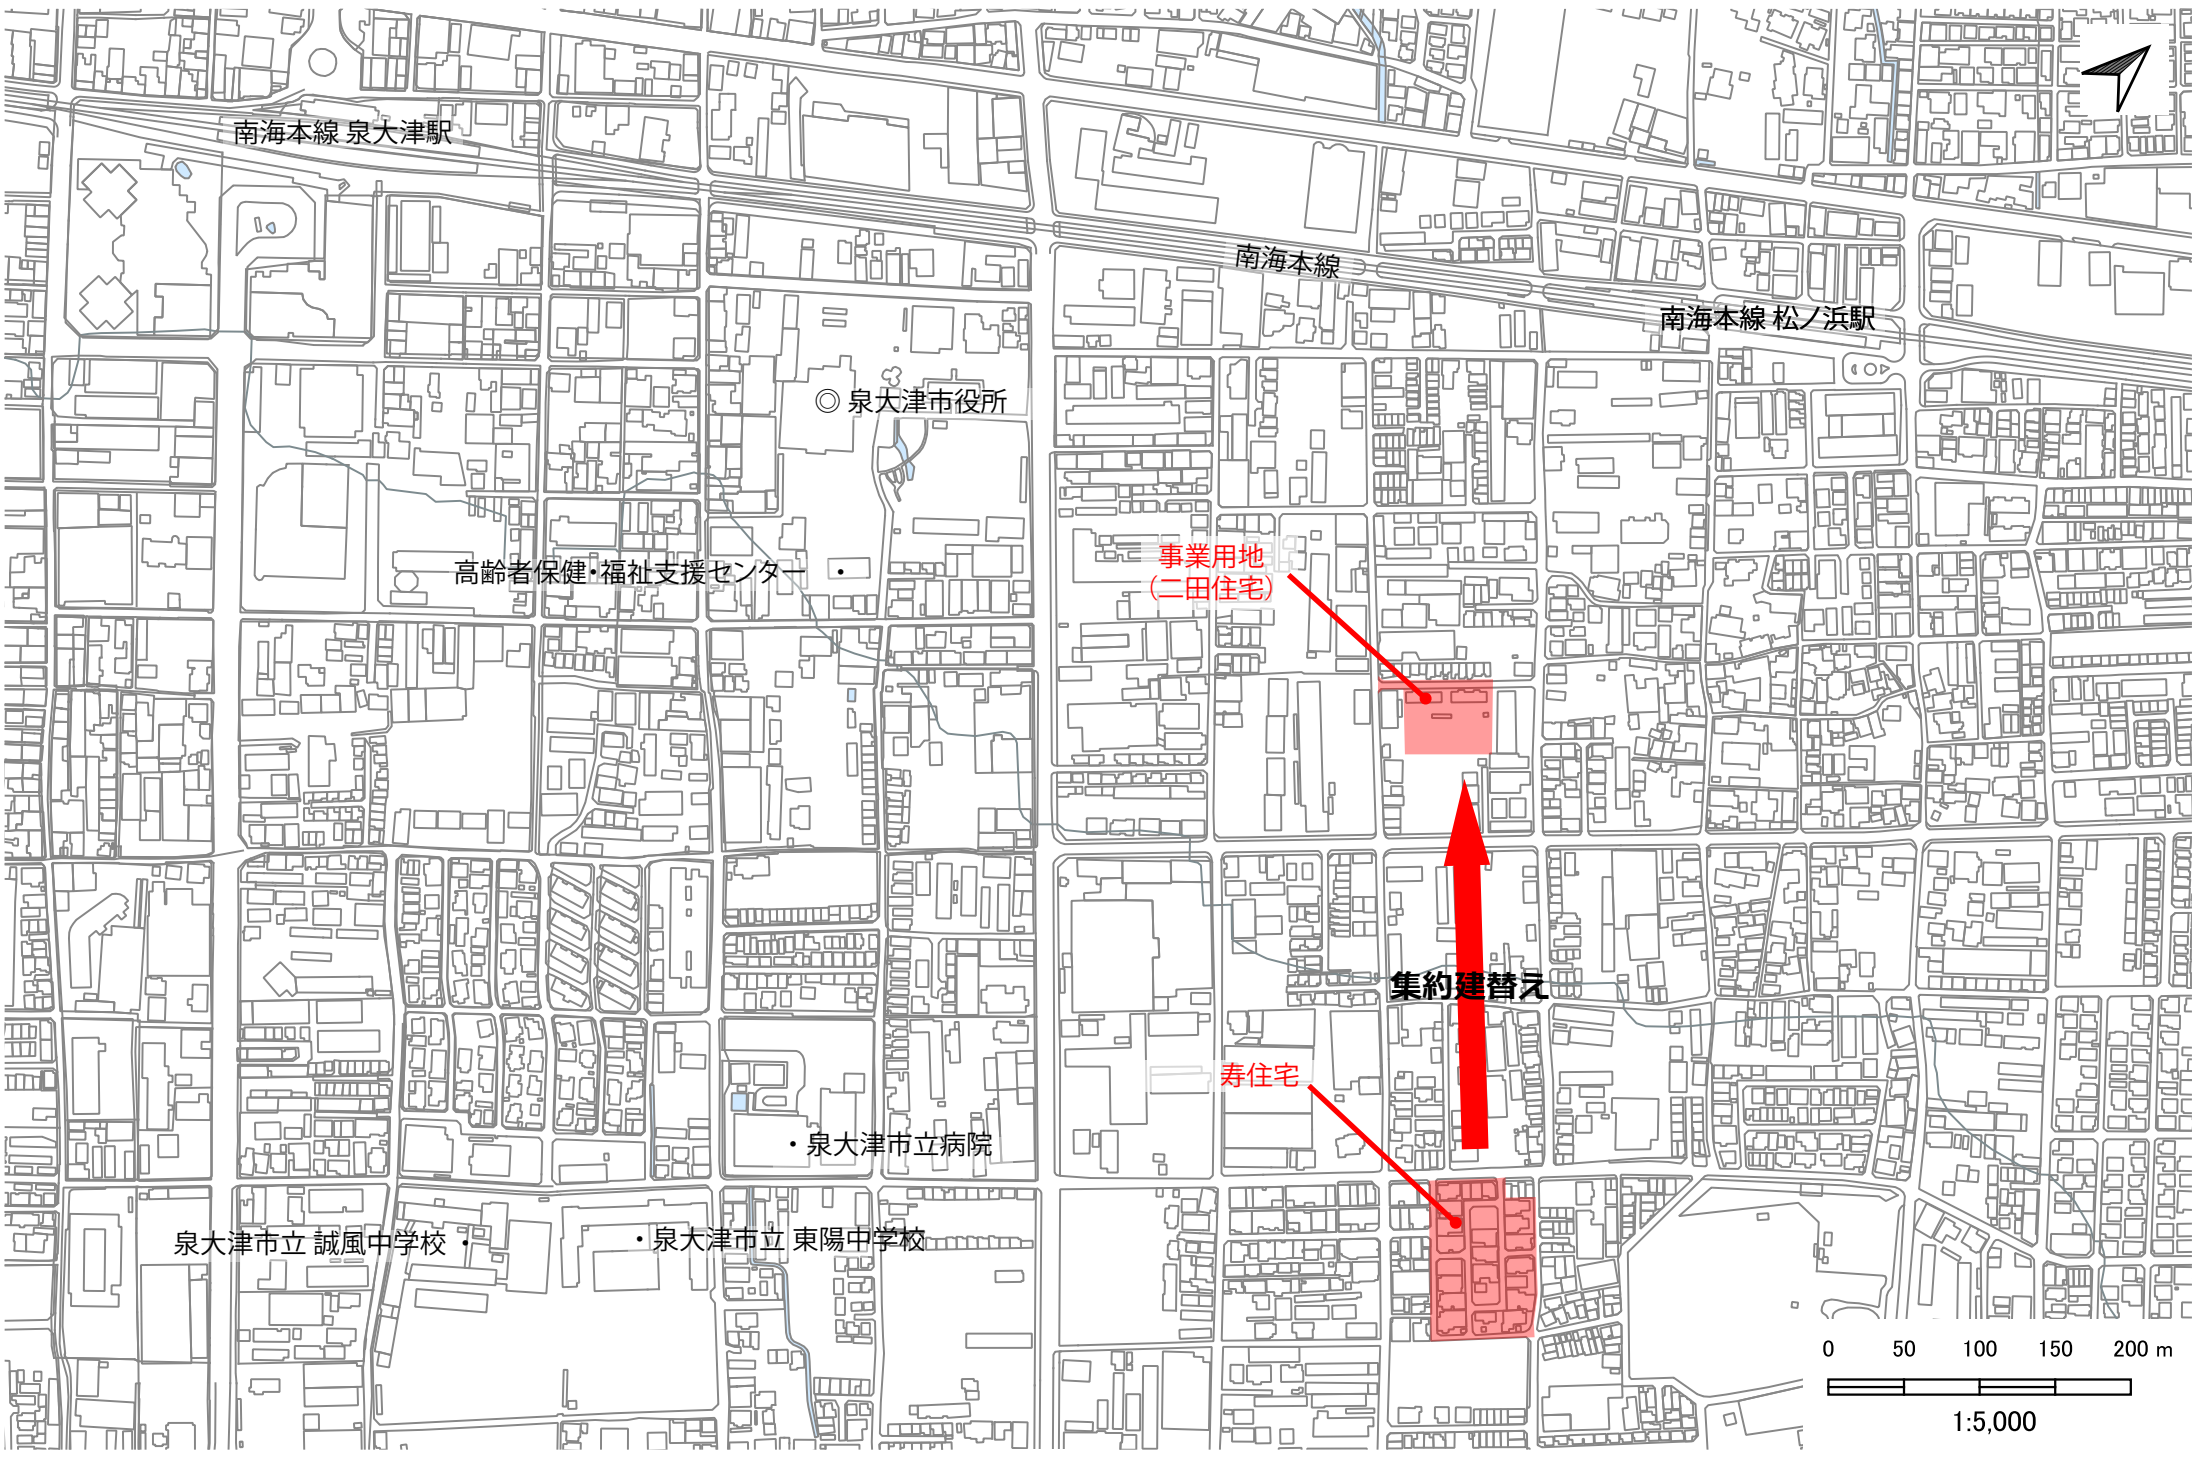 南海本線 泉大津駅
南海本線
南海本線 松ノ浜駅
◎ 泉大津市役所
事業用地
（二田住宅）
高齢者保健・福祉支援センター ・
集約建替え
寿住宅
・泉大津市立病院
泉大津市立 誠風中学校 ・
・泉大津市立 東陽中学校
0 50 100 150 200 m
1:5,000